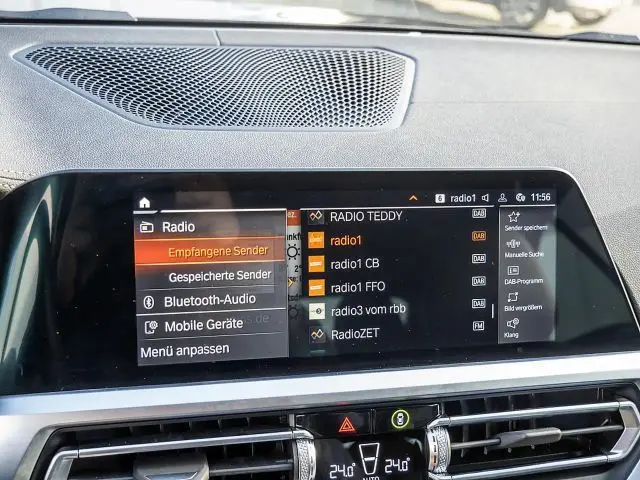 6 radio1 11:56
Radio
Empfangene Sender
Gespeicherte Sender
Bluetooth-Audio
Mobile Geräte
Menü anpassen
RADIO TEDDY DAB
radio1 DAB
radio1 CB DAB
radio1 FFO DAB
radio3 vom rbb DAB
RadioZET FM
Sender speichern
Manuelle Suche
DAB-Programm
Bild vergrößern
Klang
24.0 24.0
AUTO